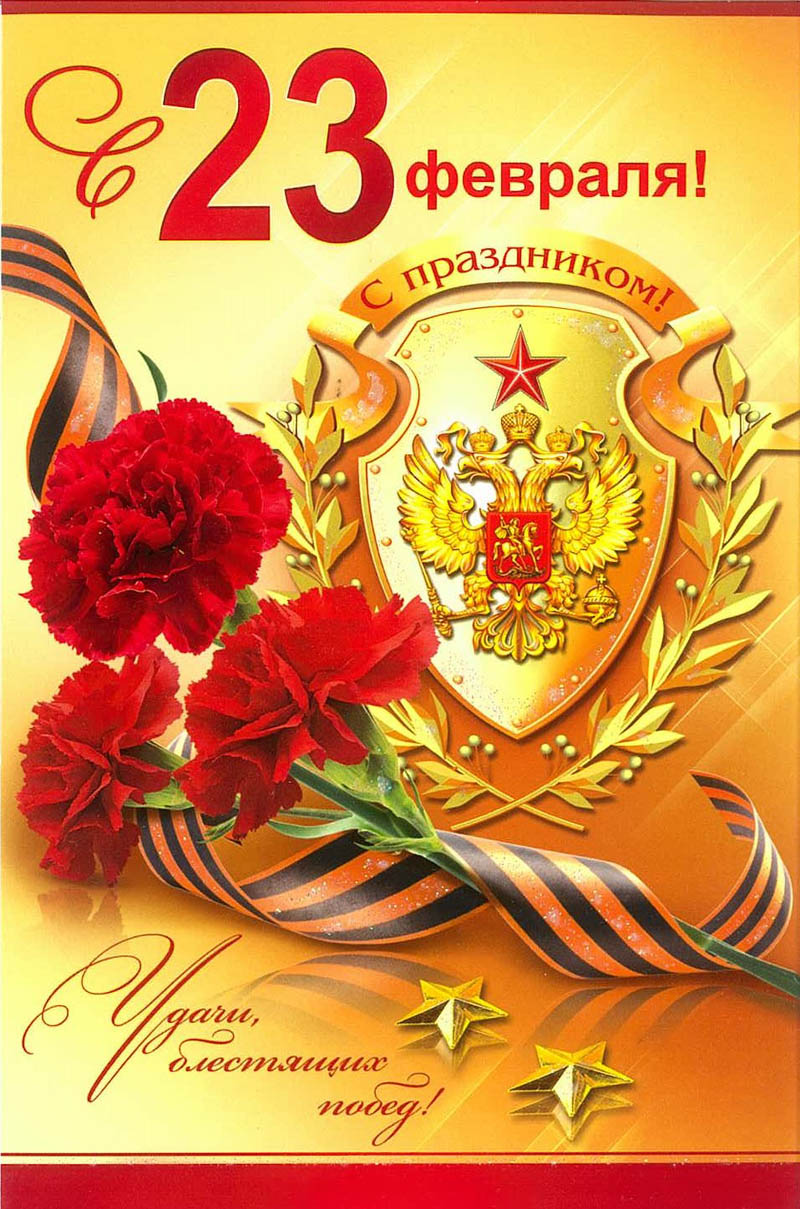 С 23 февраля!
С праздником!
Удачи,
блестящих
побед!